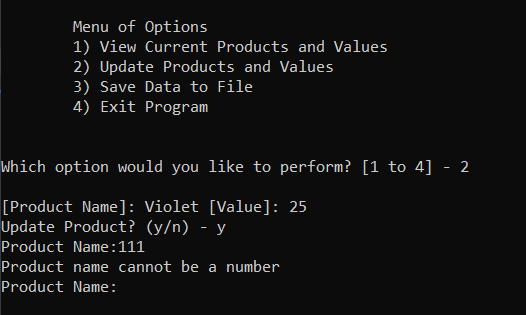 Menu of Options
1) View Current Products and Values
2) Update Products and Values
3) Save Data to File
4) Exit Program
Which option would you like to perform? [1 to 4] - 2
[Product Name]: Violet [Value]: 25
Update Product? (y/n) - y
Product Name:111
Product name cannot be a number
Product Name: